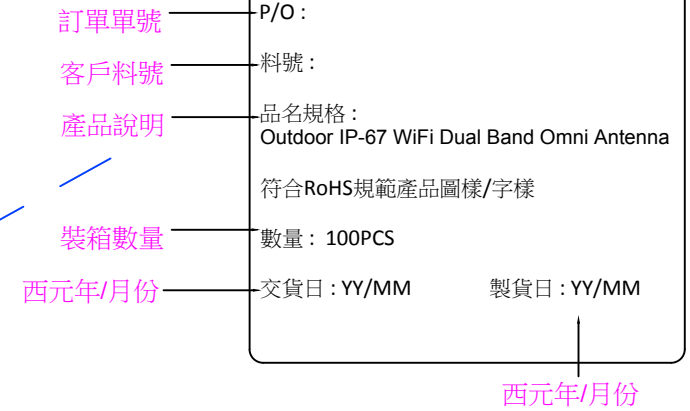 訂單單號
P/O :
客戶料號
料號 :
產品說明
品名規格 :
Outdoor IP-67 WiFi Dual Band Omni Antenna
符合RoHS規範產品圖樣/字樣
裝箱數量
數量 : 100PCS
西元年/月份
交貨日 : YY/MM
製貨日 : YY/MM
西元年/月份